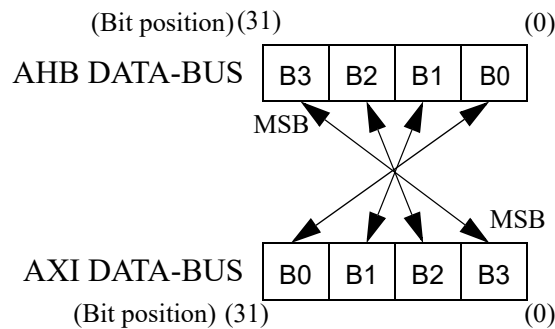 (Bit position) (31) (0)
AHB DATA-BUS B3 B2 B1 B0
MSB
MSB
AXI DATA-BUS B0 B1 B2 B3
(Bit position) (31) (0)